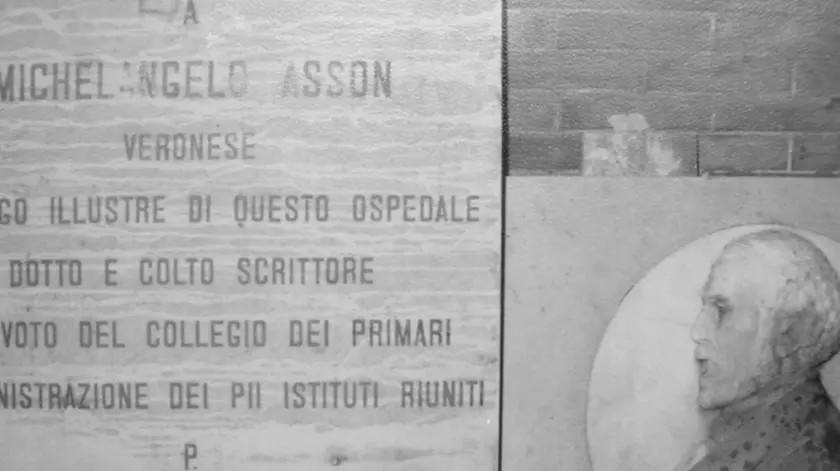 A
MICHELANGELO ASSON
VERONESE
GO ILLUSTRE DI QUESTO OSPEDALE
DOTTO E COLTO SCRITTORE
VOTO DEL COLLEGIO DEI PRIMARI
NISTRAZIONE DEI PII ISTITUTI RIUNITI
P.